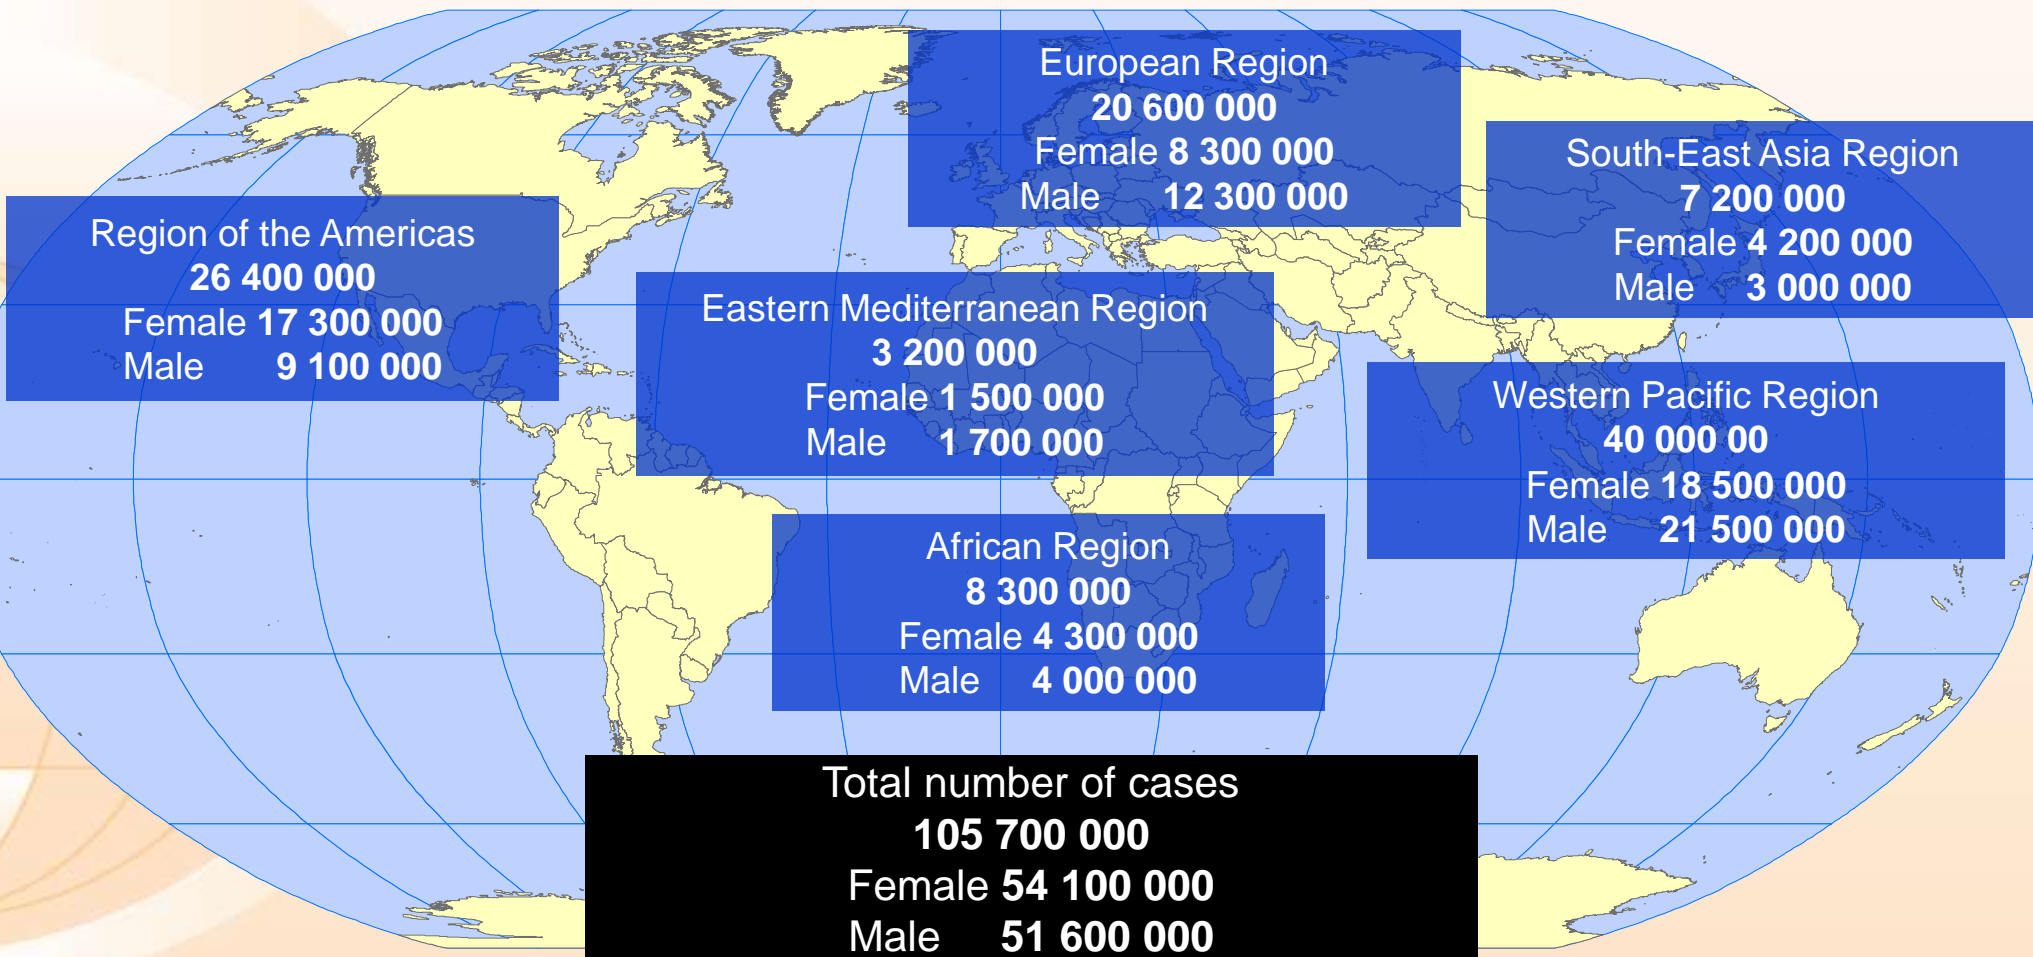 European Region
20 600 000
Female 8 300 000
Male 12 300 000
South-East Asia Region
7 200 000
Female 4 200 000
Male 3 000 000
Region of the Americas
26 400 000
Female 17 300 000
Male 9 100 000
Eastern Mediterranean Region
3 200 000
Female 1 500 000
Male 1 700 000
Western Pacific Region
40 000 00
Female 18 500 000
Male 21 500 000
African Region
8 300 000
Female 4 300 000
Male 4 000 000
Total number of cases
105 700 000
Female 54 100 000
Male 51 600 000